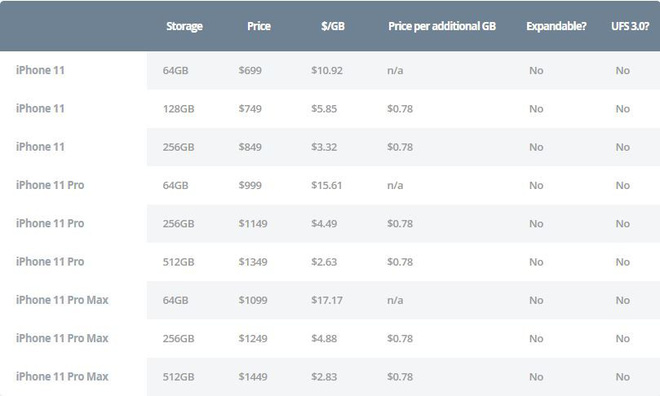 Storage Price $/GB Price per additional GB Expandable? UFS 3.0?
iPhone 11 64GB $699 $10.92 n/a No No
iPhone 11 128GB $749 $5.85 $0.78 No No
iPhone 11 256GB $849 $3.32 $0.78 No No
iPhone 11 Pro 64GB $999 $15.61 n/a No No
iPhone 11 Pro 256GB $1149 $4.49 $0.78 No No
iPhone 11 Pro 512GB $1349 $2.63 $0.78 No No
iPhone 11 Pro Max 64GB $1099 $17.17 n/a No No
iPhone 11 Pro Max 256GB $1249 $4.88 $0.78 No No
iPhone 11 Pro Max 512GB $1449 $2.83 $0.78 No No